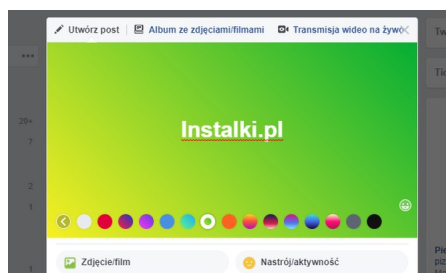 Utwórz post Album ze zdjęciami/filmami Transmisja wideo na żywo
Instalki.pl
Zdjęcie/film Nastrój/aktywność